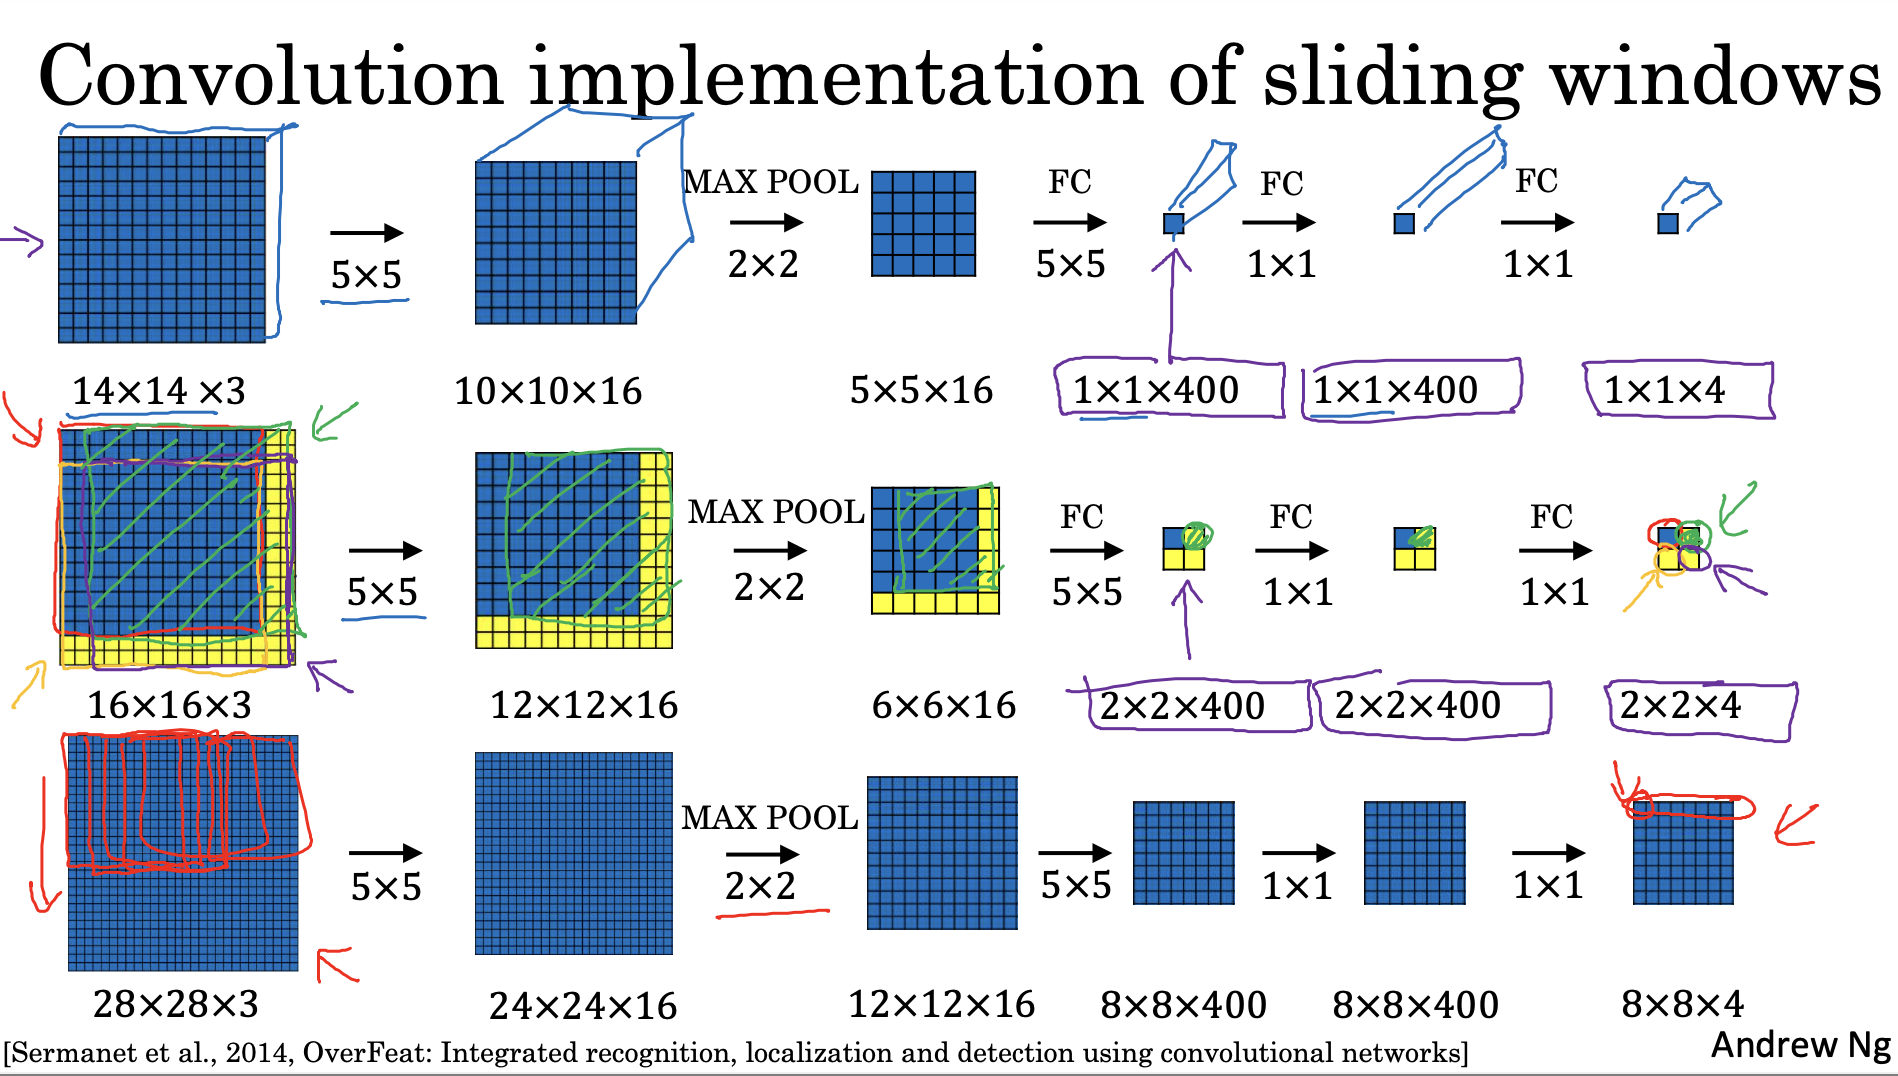 Convolution implementation of sliding windows
MAX POOL FC FC FC
5×5 2×2 5×5 1×1 1×1
14×14 ×3 10×10×16 5×5×16 1×1×400 1×1×400 1×1×4
MAX POOL FC FC FC
5×5 2×2 5×5 1×1 1×1
16×16×3 12×12×16 6×6×16 2×2×400 2×2×400 2×2×4
MAX POOL
5×5 2×2 5×5 1×1 1×1
28×28×3 24×24×16 12×12×16 8×8×400 8×8×400 8×8×4
[Sermanet et al., 2014, OverFeat: Integrated recognition, localization and detection using convolutional networks] Andrew Ng